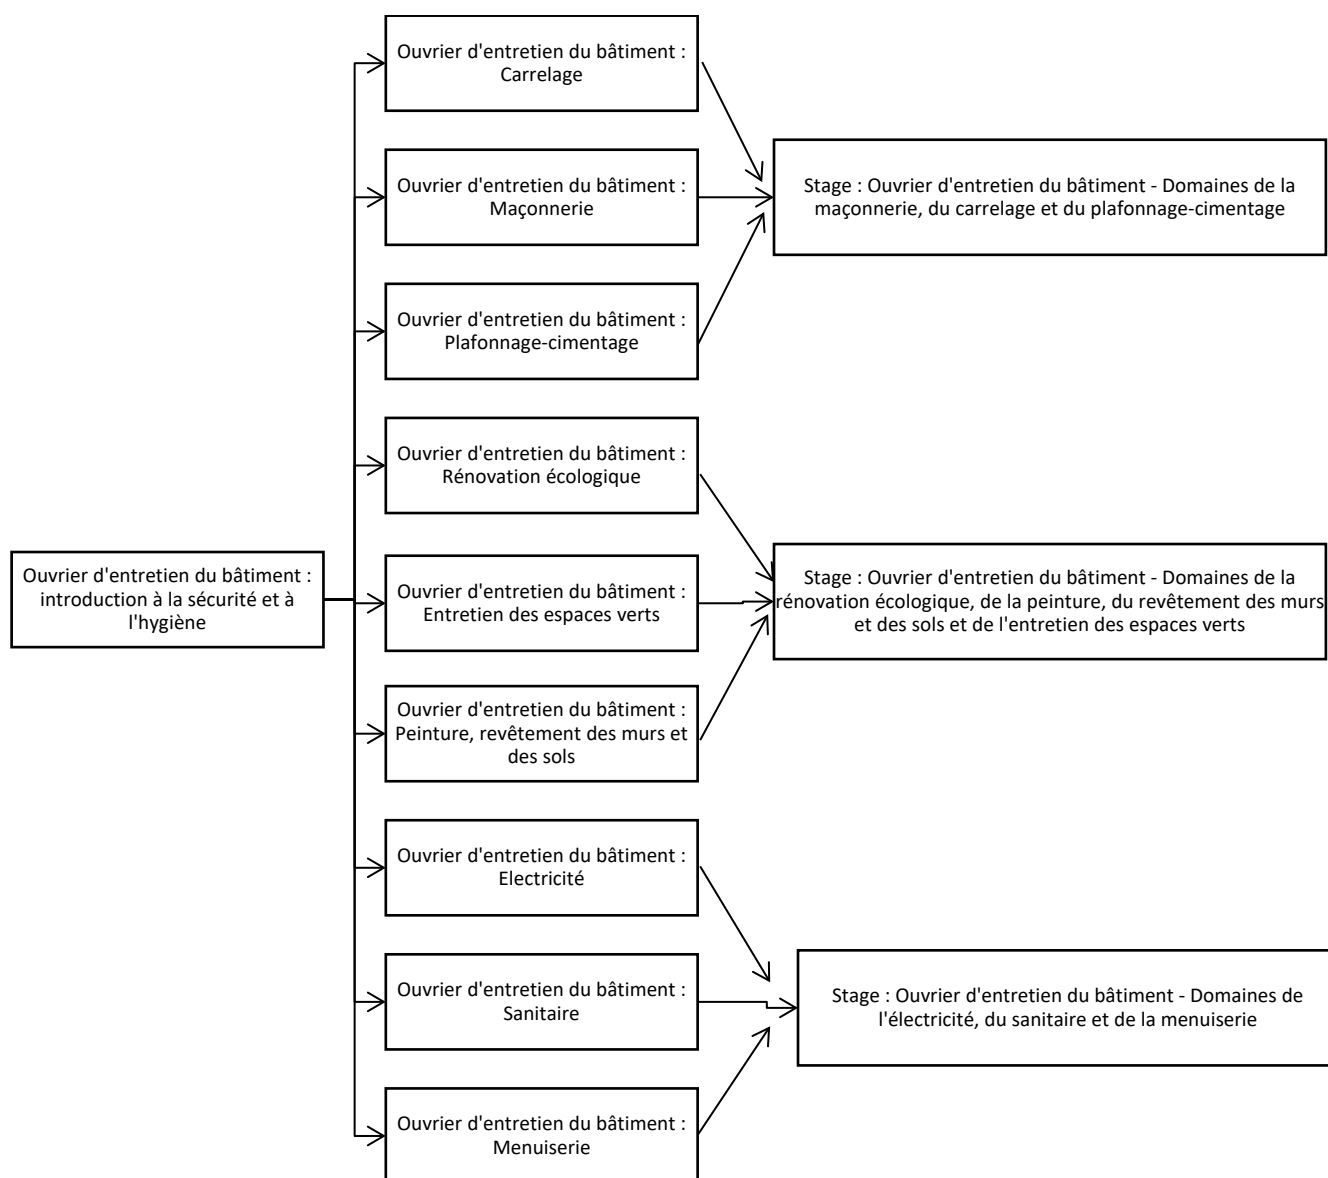 Ouvrier d'entretien du bâtiment :
Carrelage
Ouvrier d'entretien du bâtiment :
Maçonnerie
Stage : Ouvrier d'entretien du bâtiment - Domaines de la
maçonnerie, du carrelage et du plafonnage-cimentage
Ouvrier d'entretien du bâtiment :
Plafonnage-cimentage
Ouvrier d'entretien du bâtiment :
Rénovation écologique
Ouvrier d'entretien du bâtiment :
introduction à la sécurité et à
l'hygiène
Ouvrier d'entretien du bâtiment :
Entretien des espaces verts
Stage : Ouvrier d'entretien du bâtiment - Domaines de la
rénovation écologique, de la peinture, du revêtement des murs
et des sols et de l'entretien des espaces verts
Ouvrier d'entretien du bâtiment :
Peinture, revêtement des murs et
des sols
Ouvrier d'entretien du bâtiment :
Electricité
Ouvrier d'entretien du bâtiment :
Sanitaire
Stage : Ouvrier d'entretien du bâtiment - Domaines de
l'électricité, du sanitaire et de la menuiserie
Ouvrier d'entretien du bâtiment :
Menuiserie